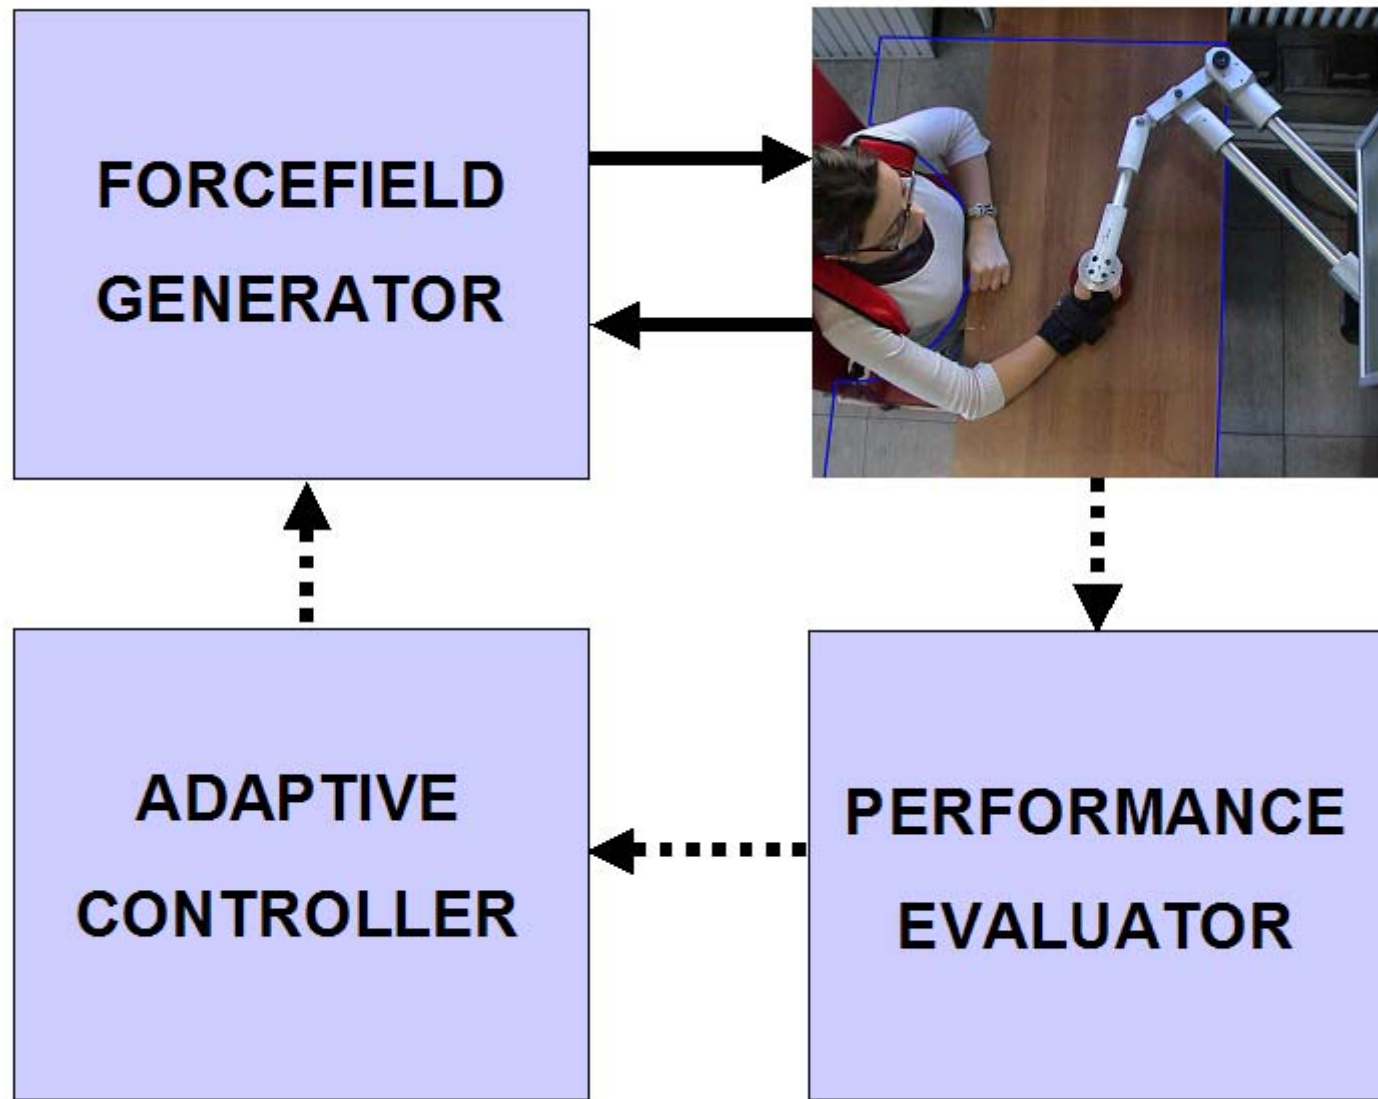 FORCEFIELD
GENERATOR
ADAPTIVE
CONTROLLER
PERFORMANCE
EVALUATOR